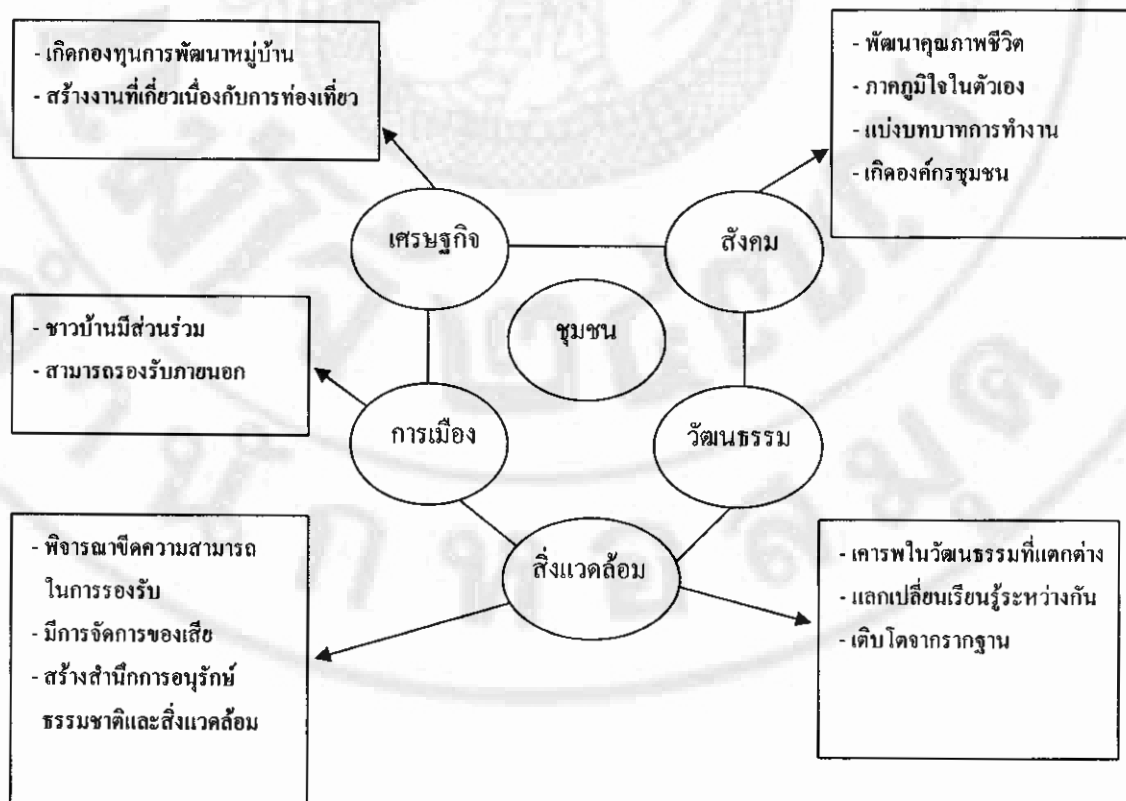 - เกิดกองทุนการพัฒนาหมู่บ้าน
- สร้างงานที่เกี่ยวเนื่องกับการท่องเที่ยว
- พัฒนาคุณภาพชีวิต
- ภาคภูมิใจในตัวเอง
- แบ่งบทบาทการทำงาน
- เกิดองค์กรชุมชน
เศรษฐกิจ
สังคม
ชุมชน
- ชาวบ้านมีส่วนร่วม
- สามารถรองรับภายนอก
การเมือง
วัฒนธรรม
สิ่งแวดล้อม
- พิจารณาขีดความสามารถ
ในการรองรับ
- มีการจัดการของเสีย
- สร้างสำนึกการอนุรักษ์
ธรรมชาติและสิ่งแวดล้อม
- เคารพในวัฒนธรรมที่แตกต่าง
- แลกเปลี่ยนเรียนรู้ระหว่างกัน
- เติบโตจากรากฐาน